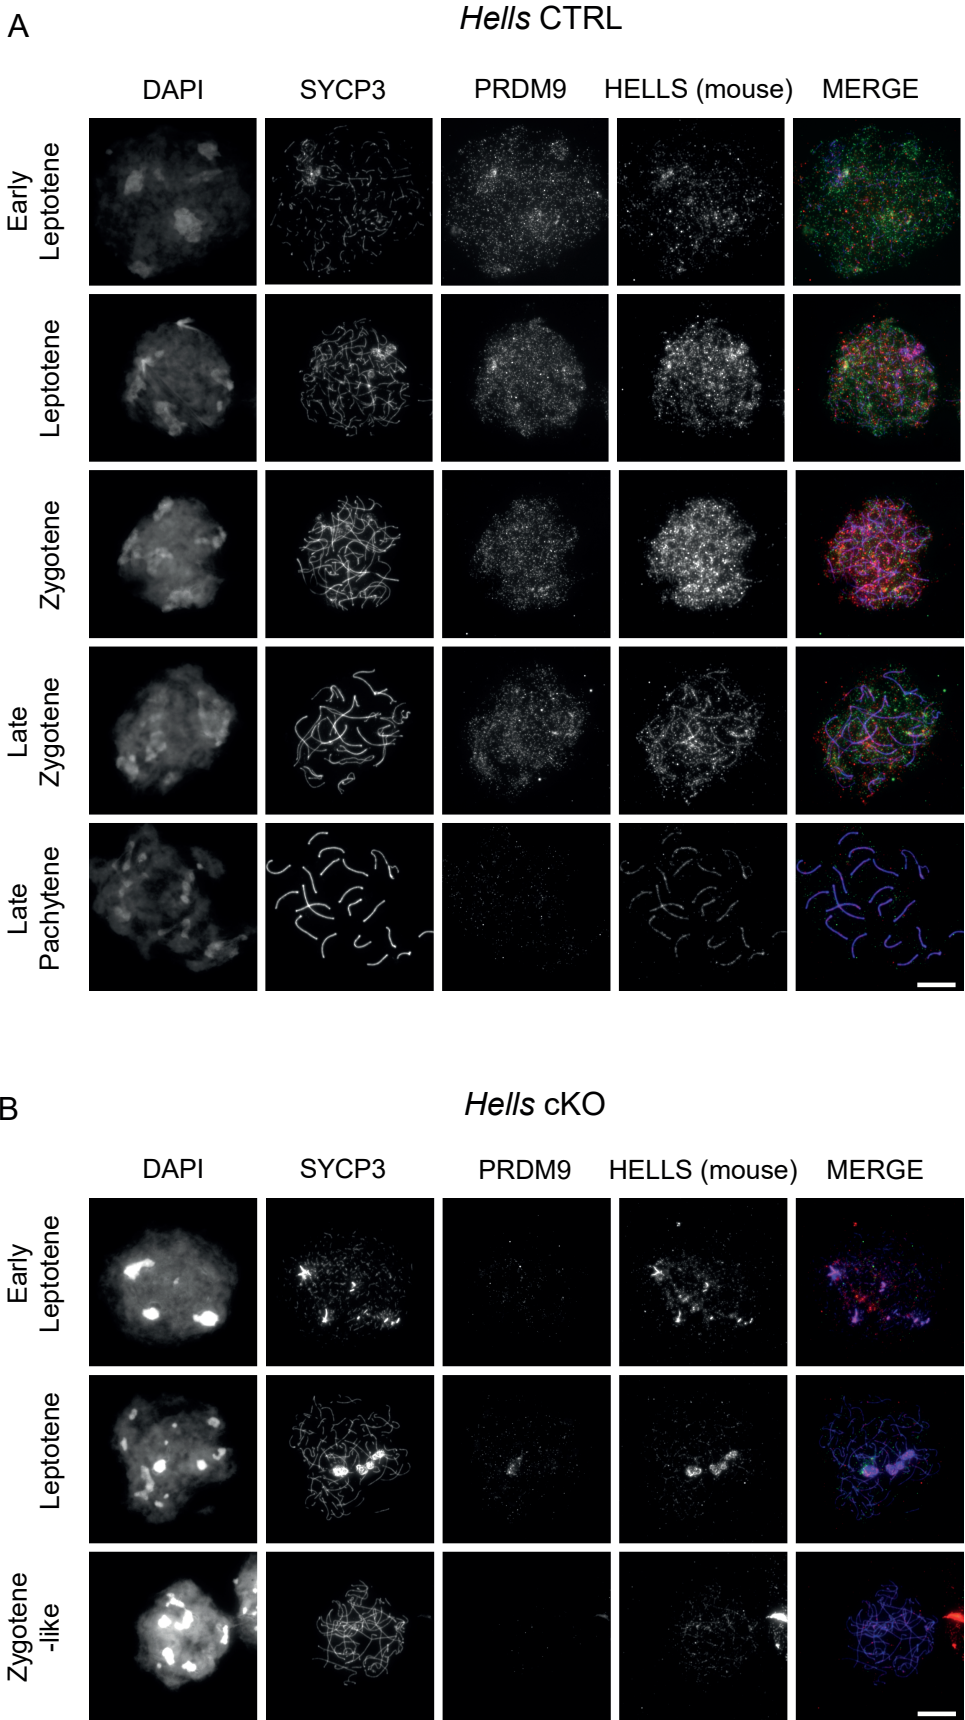 A
Hells CTRL
DAPI SYCP3 PRDM9 HELLS (mouse) MERGE
Early
Leptotene
Leptotene
Zygotene
Late
Zygotene
Late
Pachytene
B
Hells cKO
DAPI SYCP3 PRDM9 HELLS (mouse) MERGE
Early
Leptotene
Leptotene
Zygotene
-like